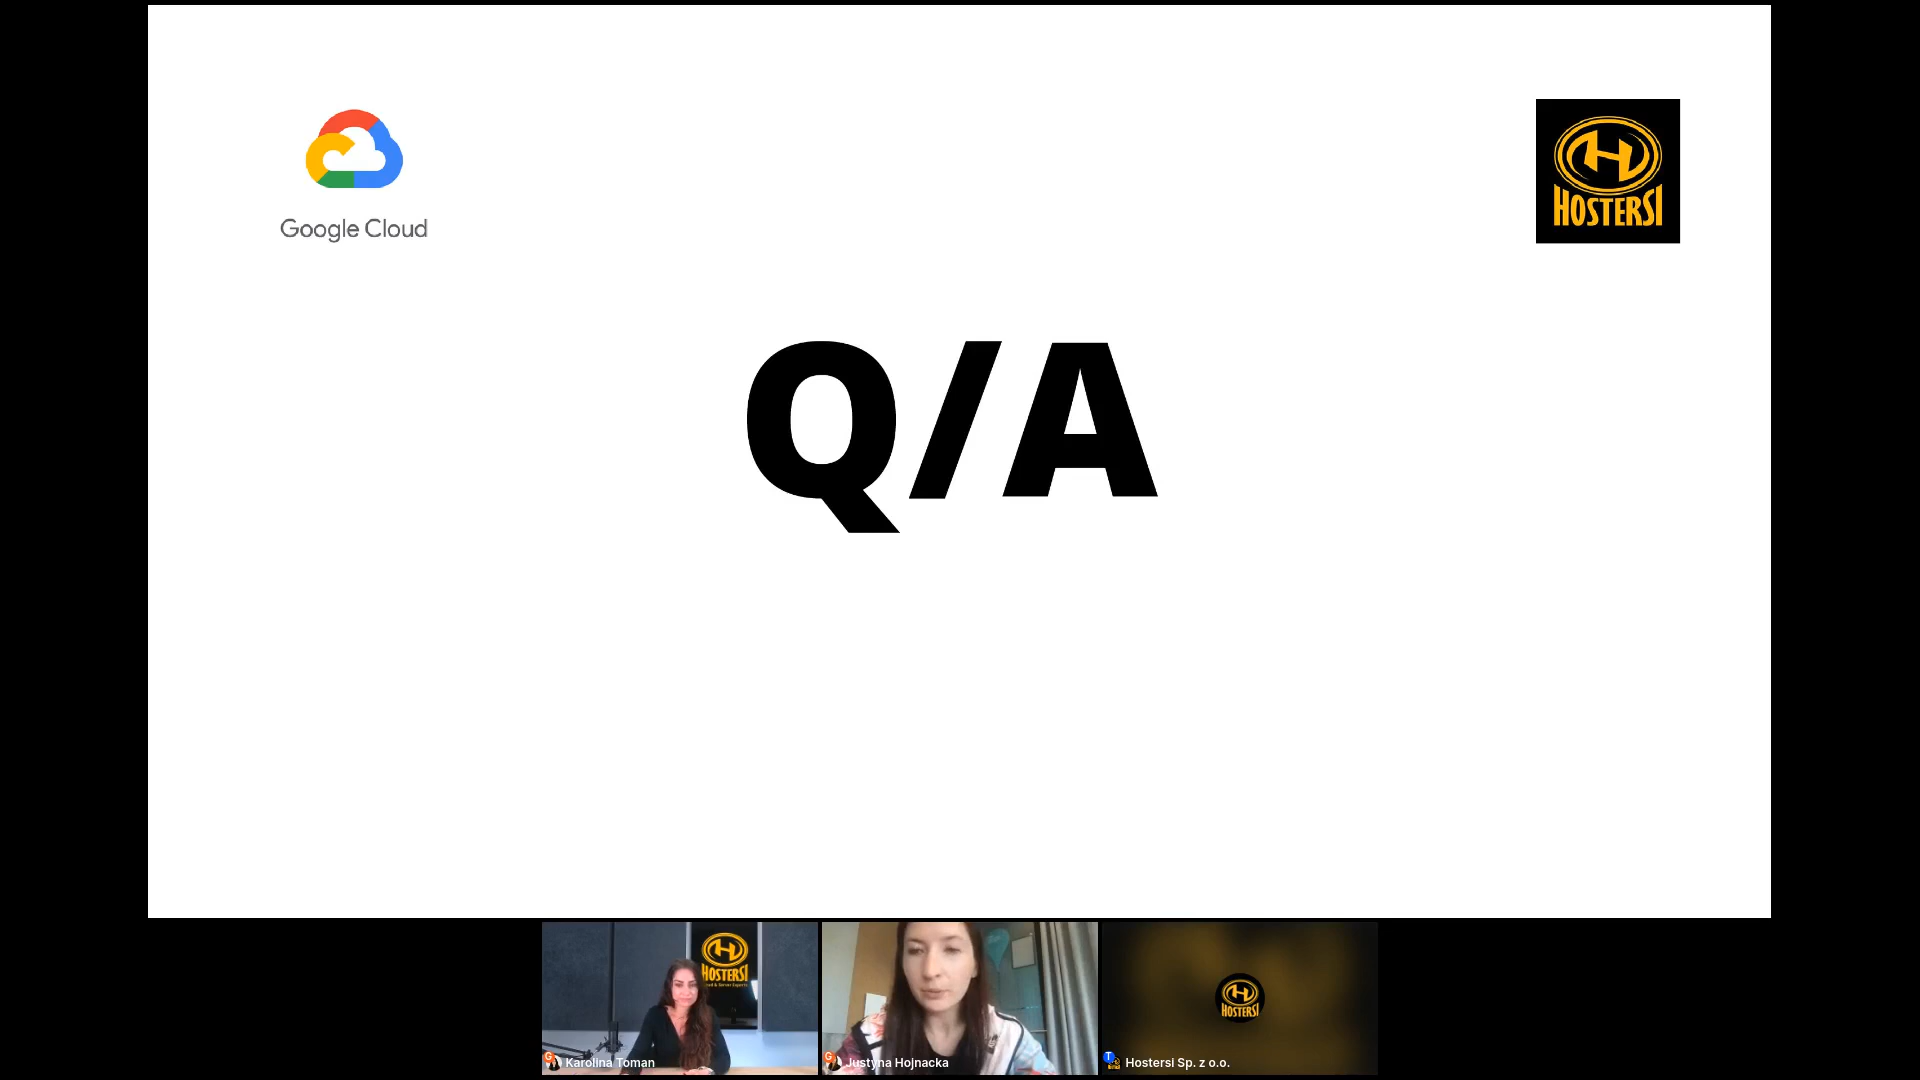 Google Cloud
HOSTERSI
Q/A
HOSTERSI
G Karolina Toman
G Justyna Hojnacka
HOSTERSI
T Hostersi Sp. z o.o.